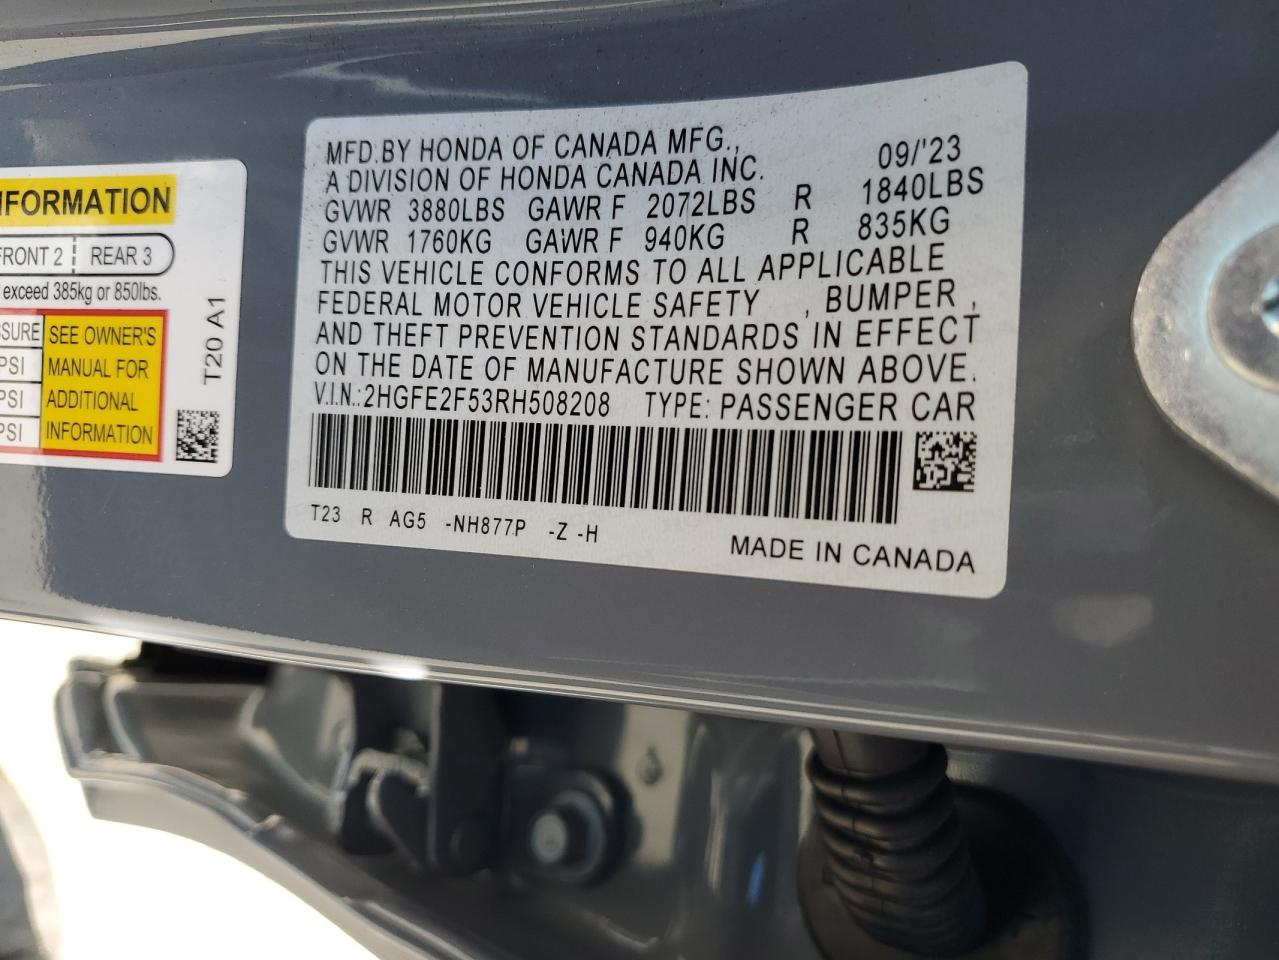 NFORMATION
FRONT 2 REAR 3
exceed 385kg or 850lbs.
SSURE
PSI
PSI
PSI
SEE OWNER'S
MANUAL FOR
ADDITIONAL
INFORMATION
T20 A1
MFD.BY HONDA OF CANADA MFG., 09/'23
A DIVISION OF HONDA CANADA INC.
GVWR 3880LBS GAWR F 2072LBS R 1840LBS
GVWR 1760KG GAWR F 940KG R 835KG
THIS VEHICLE CONFORMS TO ALL APPLICABLE
FEDERAL MOTOR VEHICLE SAFETY , BUMPER ,
AND THEFT PREVENTION STANDARDS IN EFFECT
ON THE DATE OF MANUFACTURE SHOWN ABOVE.
V.I.N.:2HGFE2F53RH508208 TYPE: PASSENGER CAR
T23 R AG5 -NH877P -Z -H
MADE IN CANADA